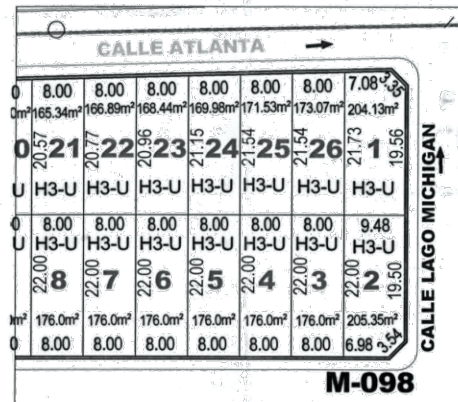 CALLE ATLANTA
0 8.00 8.00 8.00 8.00 8.00 8.00 7.08 3.35
0m² 165.34m² 166.89m² 168.44m² 169.98m² 171.53m² 173.07m² 204.13m²
0 20.57 21 20.77 22 20.96 23 21.15 24 21.54 25 21.54 26 21.73 1 19.56
U H3-U H3-U H3-U H3-U H3-U H3-U H3-U
0 8.00 8.00 8.00 8.00 8.00 8.00 9.48
U H3-U H3-U H3-U H3-U H3-U H3-U H3-U
22.00 8 22.00 7 22.00 6 22.00 5 22.00 4 22.00 3 22.00 2 19.50
0m² 176.0m² 176.0m² 176.0m² 176.0m² 176.0m² 176.0m² 205.35m²
0 8.00 8.00 8.00 8.00 8.00 8.00 6.98 3.54
CALLE LAGO MICHIGAN
M-098